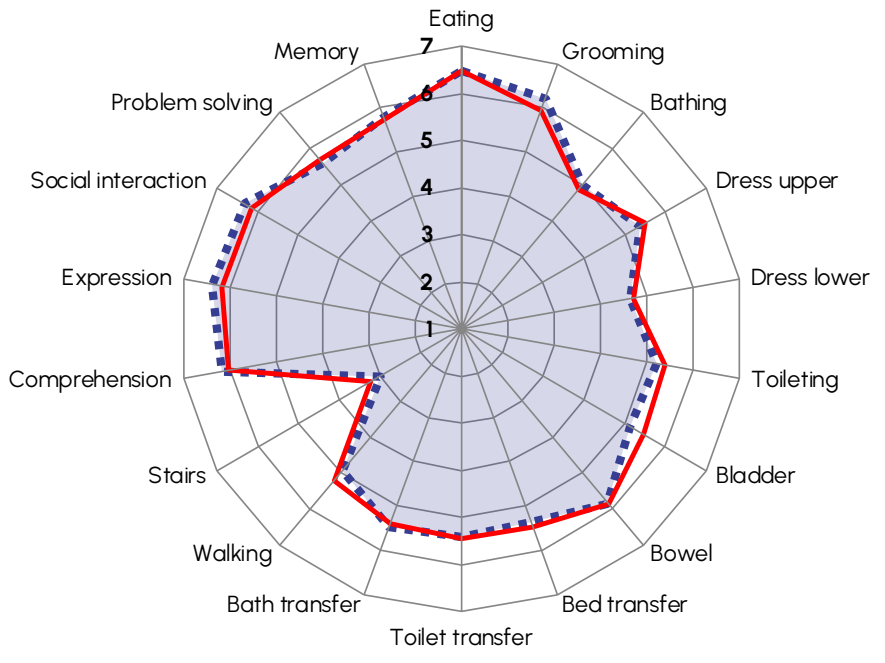 Eating
Grooming
Bathing
Dress upper
Dress lower
Toileting
Bladder
Bowel
Bed transfer
Toilet transfer
Bath transfer
Walking
Stairs
Comprehension
Expression
Social interaction
Problem solving
Memory
7
6
5
4
3
2
1